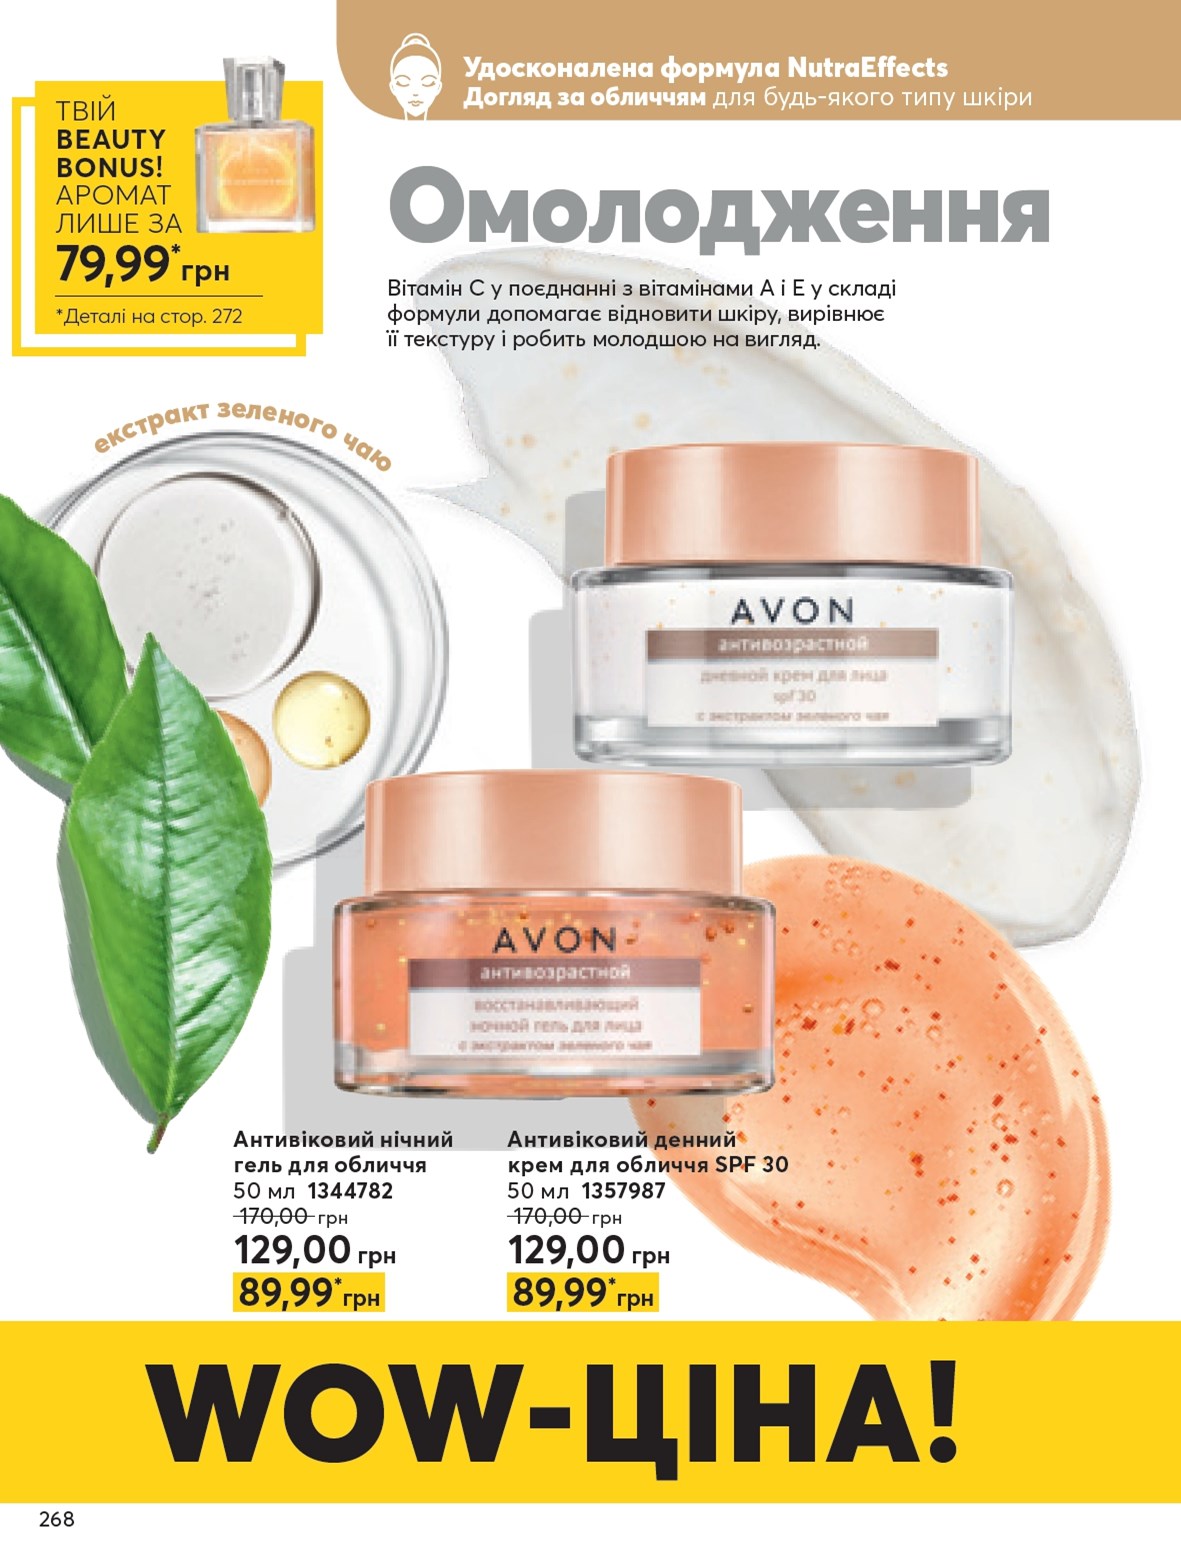 ТВІЙ
BEAUTY
BONUS!
АРОМАТ
ЛИШЕ ЗА
79,99* грн
*Деталі на стор. 272
Удосконалена формула NutraEffects
Догляд за обличчям для будь-якого типу шкіри
Омолодження
Вітамін С у поєднанні з вітамінами А і Е у складі
формули допомагає відновити шкіру, вирівнює
її текстуру і робить молодшою на вигляд.
екстракт зеленого чаю
AVON
антивозрастной
дневной крем для лица
spf 30
с экстрактом зеленого чая
AVON
антивозрастной
восстанавливающий
ночной гель для лица
с экстрактом зеленого чая
Антивіковий нічний
гель для обличчя
50 мл 1344782
170,00 грн
129,00 грн
89,99* грн
Антивіковий денний
крем для обличчя SPF 30
50 мл 1357987
170,00 грн
129,00 грн
89,99* грн
WOW-ЦІНА!
268